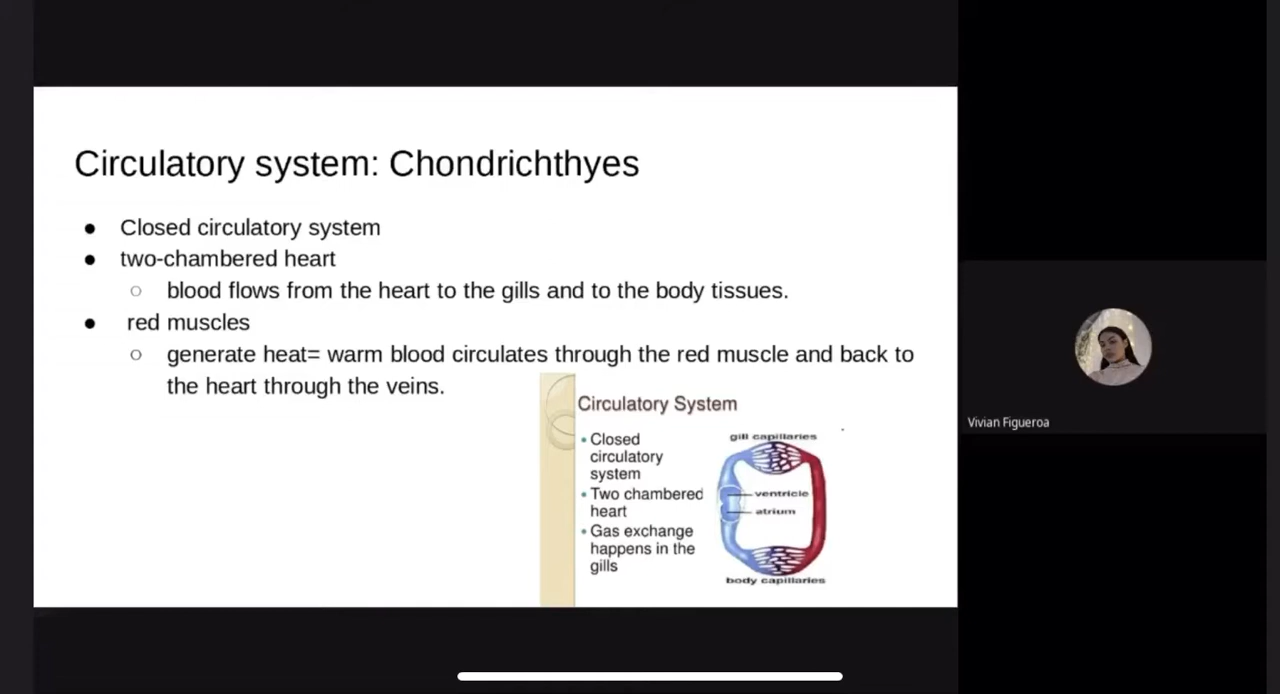 Circulatory system: Chondrichthyes
● Closed circulatory system
● two-chambered heart
○ blood flows from the heart to the gills and to the body tissues.
● red muscles
○ generate heat= warm blood circulates through the red muscle and back to
the heart through the veins.
Circulatory System
• Closed
circulatory
system
• Two chambered
heart
• Gas exchange
happens in the
gills
gill capillaries
ventricle
atrium
body capillaries
Vivian Figueroa